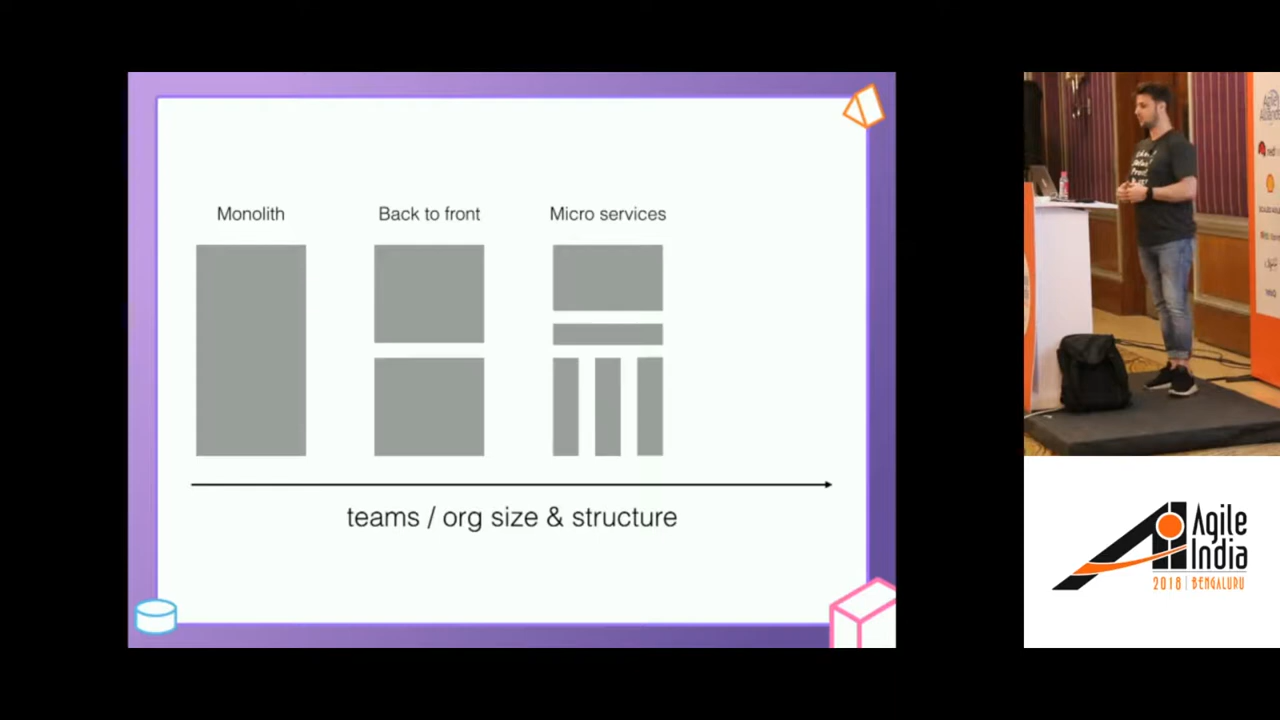 Monolith
Back to front
Micro services
teams / org size & structure
Agile
India
2018 | BENGALURU